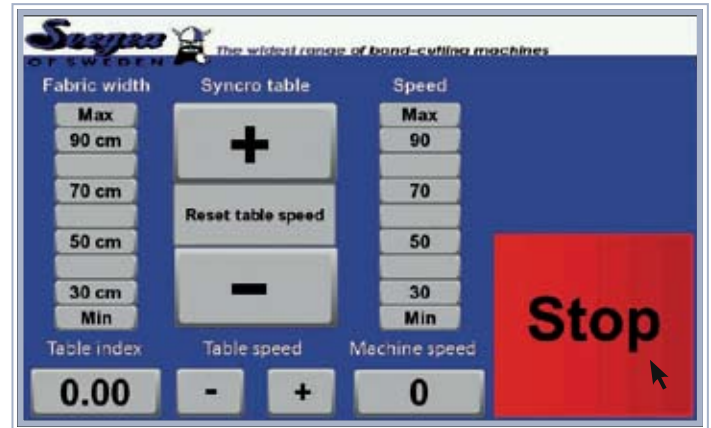 Svegea
OF SWEDEN
The widest range of band-cutting machines
Fabric width
Syncro table
Speed
Max
90 cm
70 cm
50 cm
30 cm
Min
+
Reset table speed
-
Max
90
70
50
30
Min
Stop
Table index
Table speed
Machine speed
0.00
-
+
0